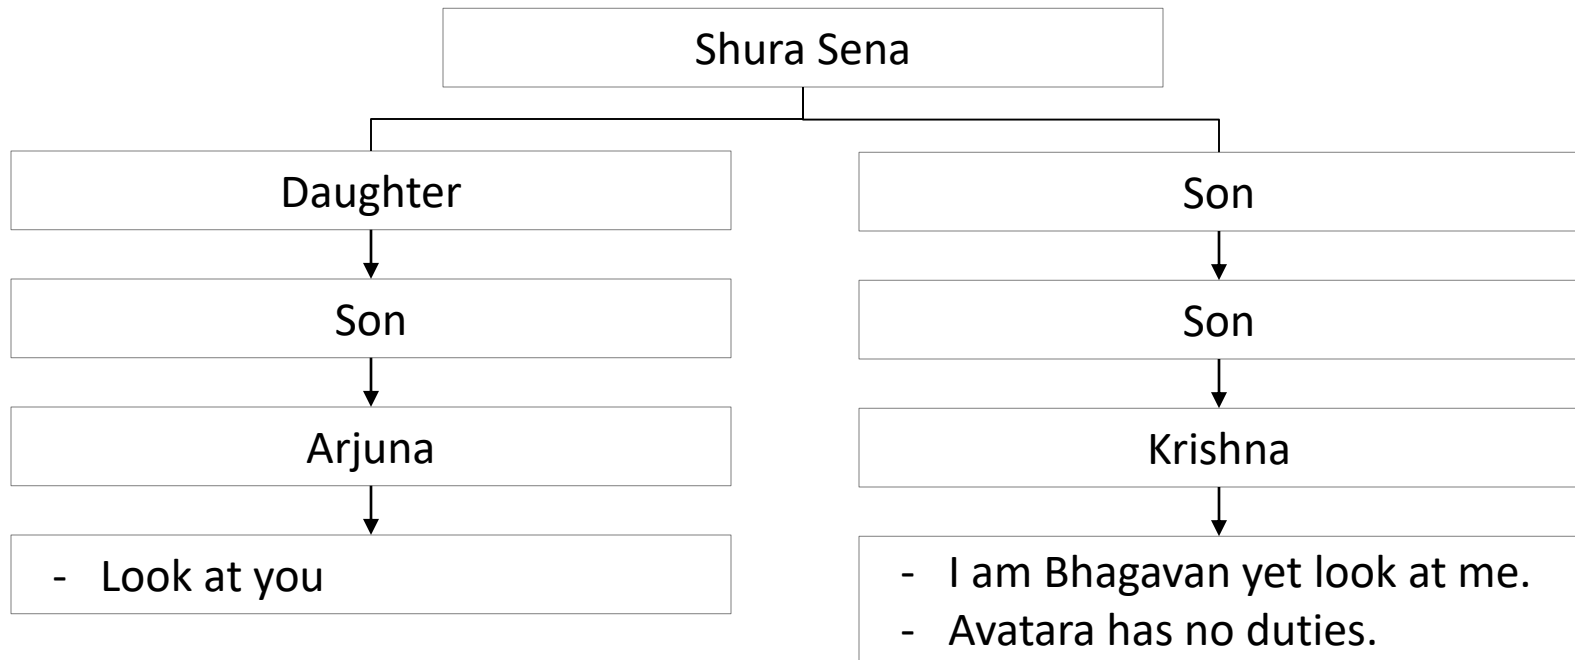 Shura Sena
Daughter
Son
Son
Son
Arjuna
Krishna
- Look at you
- I am Bhagavan yet look at me.
- Avatara has no duties.